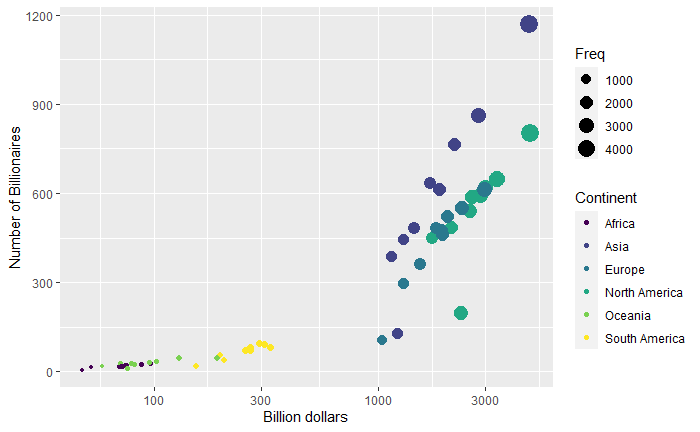 1200
900
600
300
0
Number of Billionaires
100
300
1000
3000
Billion dollars
Freq
1000
2000
3000
4000
Continent
Africa
Asia
Europe
North America
Oceania
South America